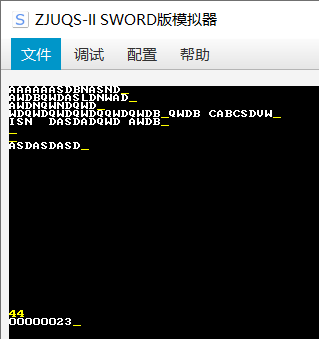 ZJUQS-II SWORD版模拟器
文件 调试 配置 帮助
AAAAAASDBNASND_
AWDBQWDASLDNWAD_
AWDNQWNDQWD_
WDQWDQWDQWDQQWDQWDB_QWDB CABCSDVW_
ISN  DASDADQWD AWDB_
_
ASDASDASD_
44
00000023_